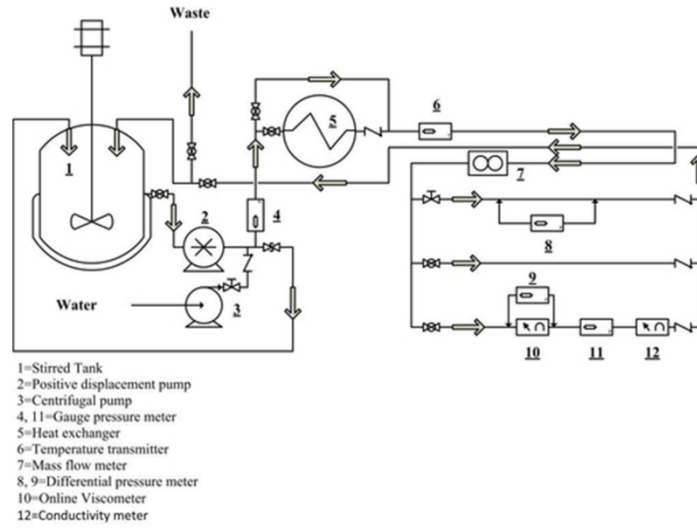 Waste
1
5
6
7
4
2
8
3
Water
9
10
11
12
1=Stirred Tank
2=Positive displacement pump
3=Centrifugal pump
4, 11=Gauge pressure meter
5=Heat exchanger
6=Temperature transmitter
7=Mass flow meter
8, 9=Differential pressure meter
10=Online Viscometer
12=Conductivity meter